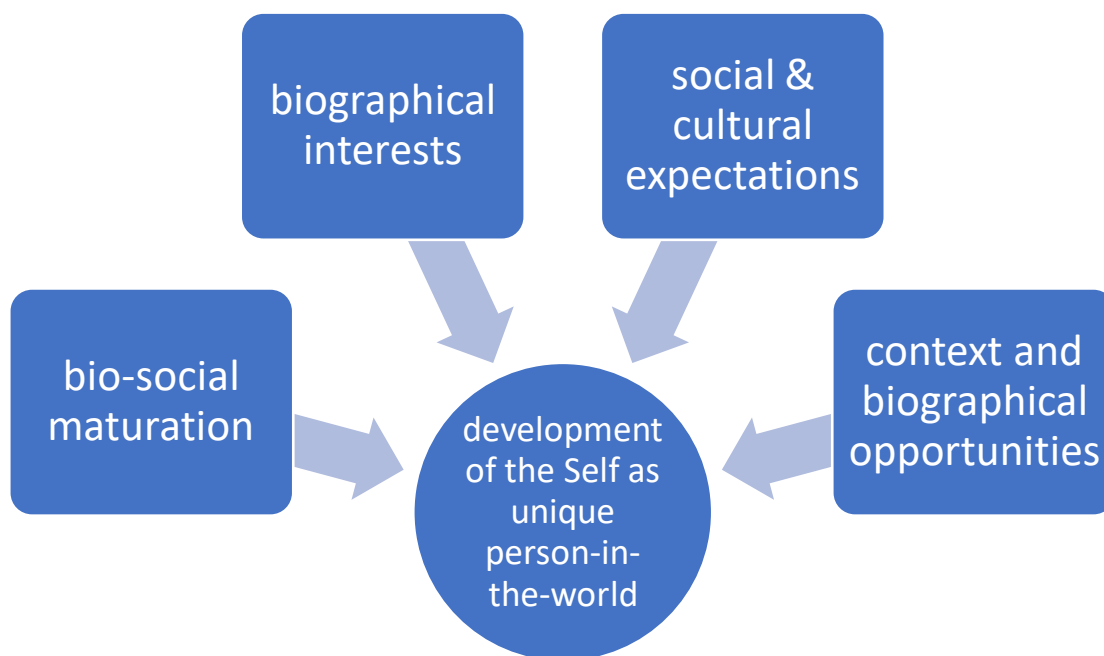 biographical
interests
social &
cultural
expectations
bio-social
maturation
context and
biographical
opportunities
development
of the Self as
unique
person-in-
the-world